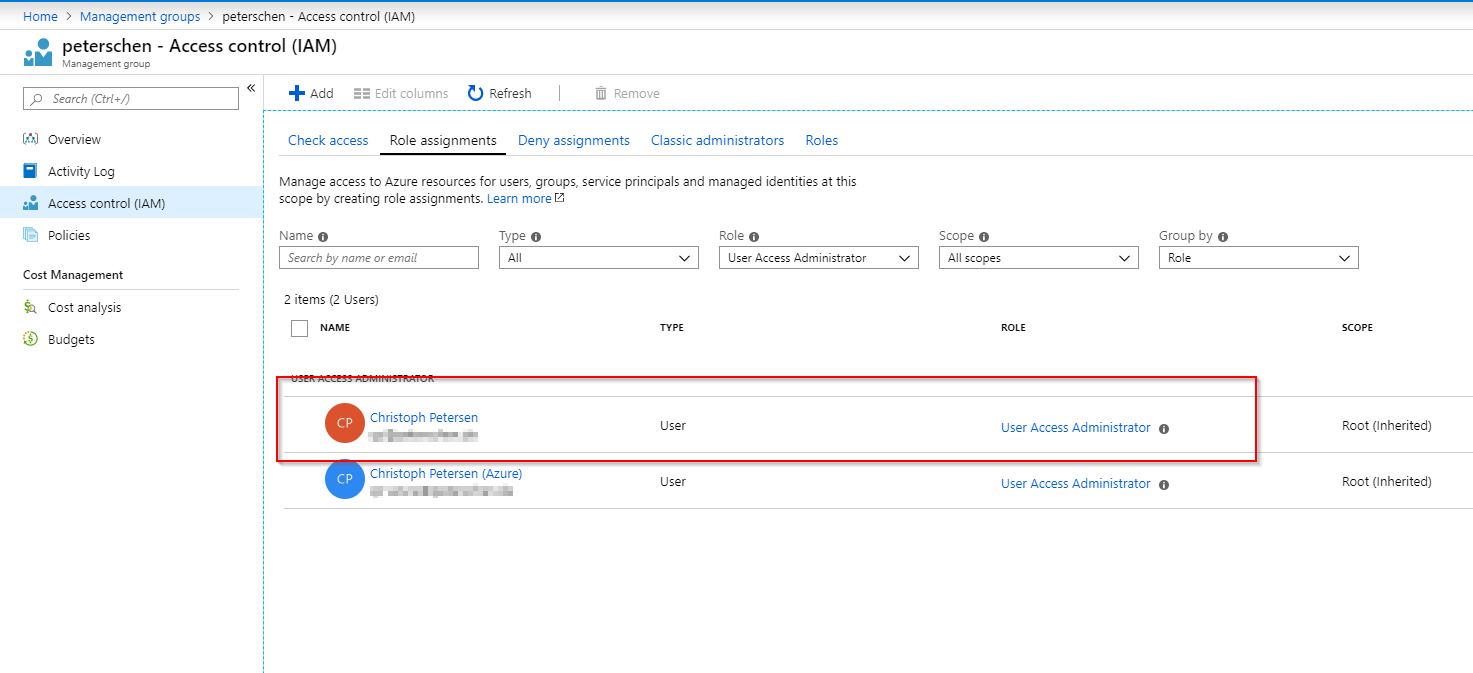 Home > Management groups > peterschen - Access control (IAM)
peterschen - Access control (IAM)
Management group
Search (Ctrl+/)
«
Overview
Activity Log
Access control (IAM)
Policies
Cost Management
Cost analysis
Budgets
Add Edit columns Refresh Remove
Check access Role assignments Deny assignments Classic administrators Roles
Manage access to Azure resources for users, groups, service principals and managed identities at this
scope by creating role assignments. Learn more
Name Type Role Scope Group by
Search by name or email All User Access Administrator All scopes Role
2 items (2 Users)
NAME TYPE ROLE SCOPE
USER ACCESS ADMINISTRATOR
CP Christoph Petersen User User Access Administrator Root (Inherited)
CP Christoph Petersen (Azure) User User Access Administrator Root (Inherited)